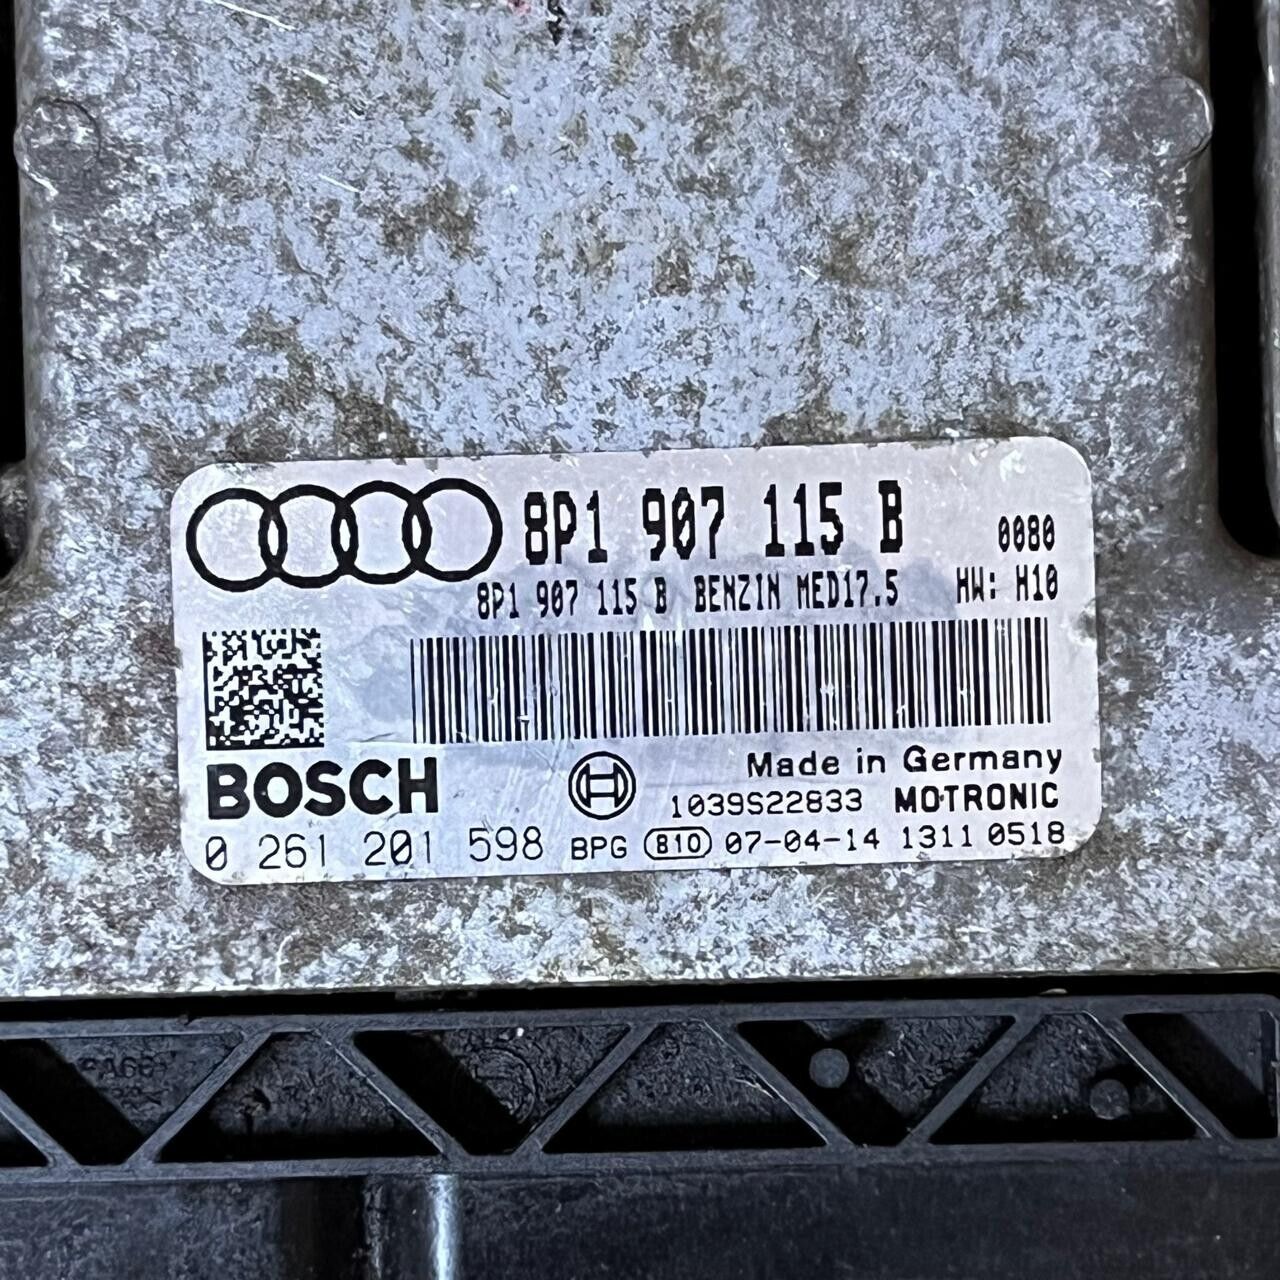 8P1 907 115 B 0080
8P1 907 115 B BENZIN MED17.5 HW: H10
BOSCH
Made in Germany
1039S22833 MOTRONIC
0 261 201 598 BPG 810 07-04-14 1311 0518